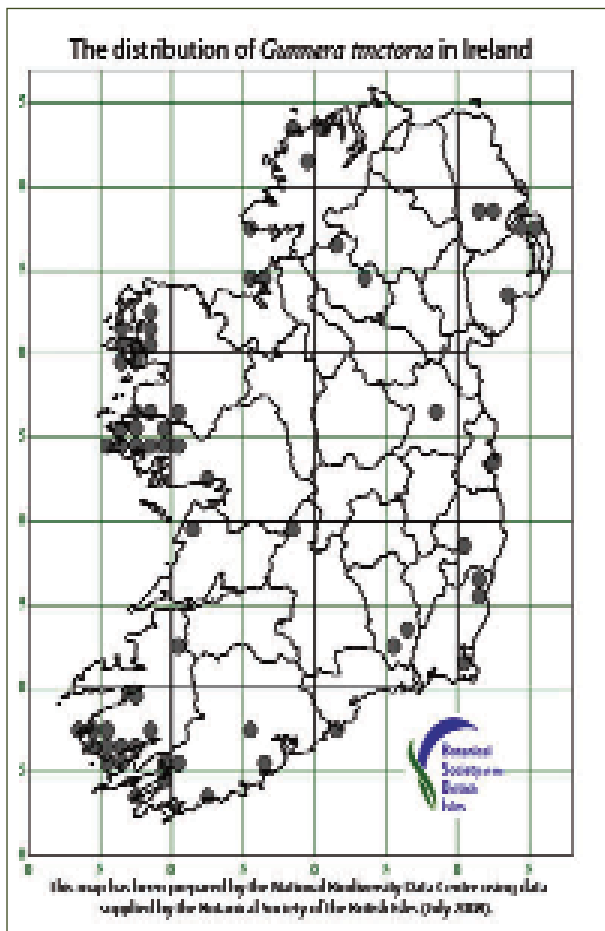 The distribution of Gunnera tinctoria in Ireland
Botanical
Society of the
British
Isles
This map has been prepared by the National Biodiversity Data Center using data
supplied by the Botanical Society of the British Isles (July 2008).